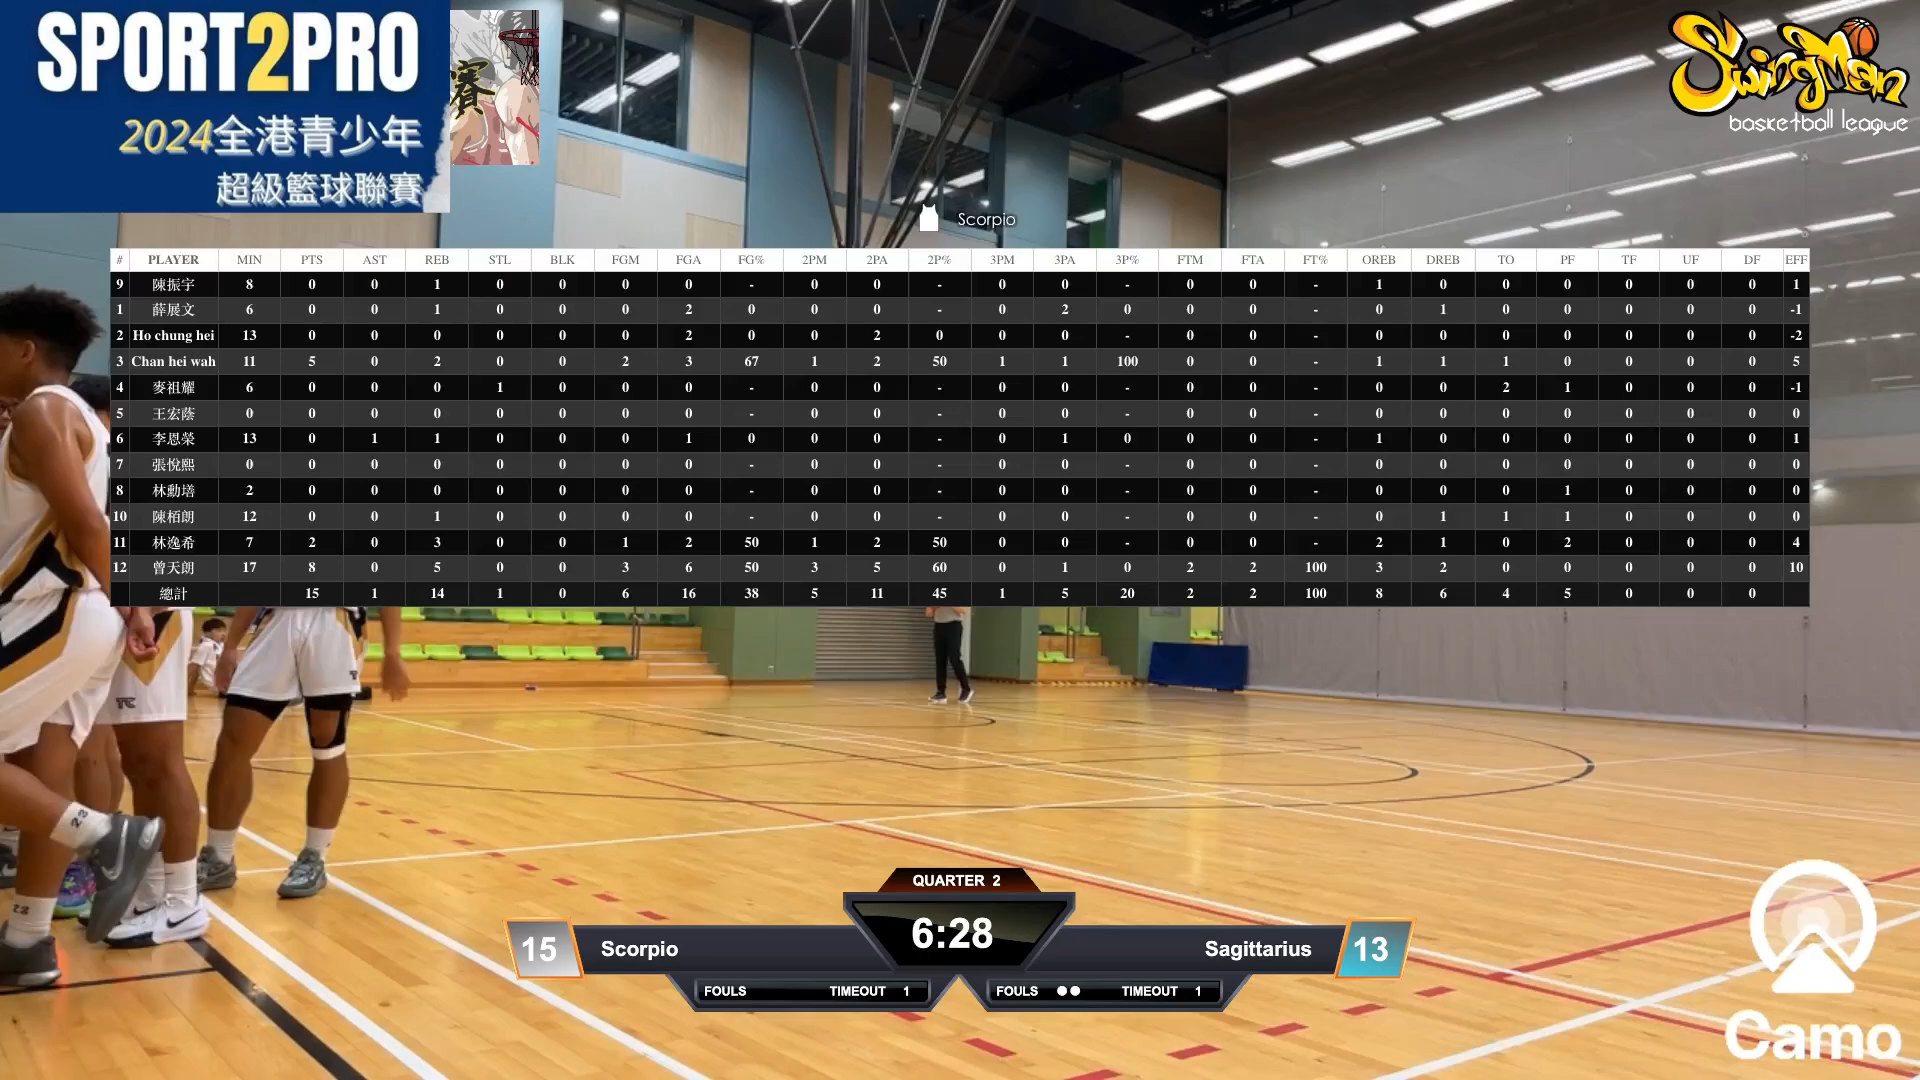 SPORT2PRO
2024全港青少年
超級籃球聯賽
賽
SwingMan
basketball league
Scorpio
# PLAYER MIN PTS AST REB STL BLK FGM FGA FG% 2PM 2PA 2P% 3PM 3PA 3P% FTM FTA FT% OREB DREB TO PF TF UF DF EFF
9 陳振宇 8 0 0 1 0 0 0 0 - 0 0 - 0 0 - 0 0 - 1 0 0 0 0 0 0 1
1 薛展文 6 0 0 1 0 0 0 2 0 0 0 - 0 2 0 0 0 - 0 1 0 0 0 0 0 -1
2 Ho chung hei 13 0 0 0 0 0 0 2 0 0 2 0 0 0 - 0 0 - 0 0 0 0 0 0 0 -2
3 Chan hei wah 11 5 0 2 0 0 2 3 67 1 2 50 1 1 100 0 0 - 1 1 1 0 0 0 0 5
4 麥祖耀 6 0 0 0 1 0 0 0 - 0 0 - 0 0 - 0 0 - 0 0 2 1 0 0 0 -1
5 王宏蔭 0 0 0 0 0 0 0 0 - 0 0 - 0 0 - 0 0 - 0 0 0 0 0 0 0 0
6 李恩榮 13 0 1 1 0 0 0 1 0 0 0 - 0 1 0 0 0 - 1 0 0 0 0 0 0 1
7 張悅熙 0 0 0 0 0 0 0 0 - 0 0 - 0 0 - 0 0 - 0 0 0 0 0 0 0 0
8 2 0 0 0 0 0 0 0 - 0 0 - 0 0 - 0 0 - 0 0 0 1 0 0 0 0
10 陳栢朗 12 0 0 1 0 0 0 0 - 0 0 - 0 0 - 0 0 - 0 1 1 1 0 0 0 0
11 林逸希 7 2 0 3 0 0 1 2 50 1 2 50 0 0 - 0 0 - 2 1 0 2 0 0 0 4
12 曾天朗 17 8 0 5 0 0 3 6 50 3 5 60 0 1 0 2 2 100 3 2 0 0 0 0 0 10
總計 15 1 14 1 0 6 16 38 5 11 45 1 5 20 2 2 100 8 6 4 5 0 0 0
QUARTER 2
6:28
15 Scorpio
Sagittarius 13
FOULS TIMEOUT 1
FOULS TIMEOUT 1
Camo